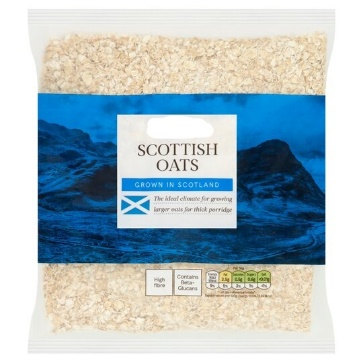 SCOTTISH
OATS
GROWN IN SCOTLAND
The ideal climate for growing
larger oats for thick porridge
High
fibre
Contains
Beta-
Glucans